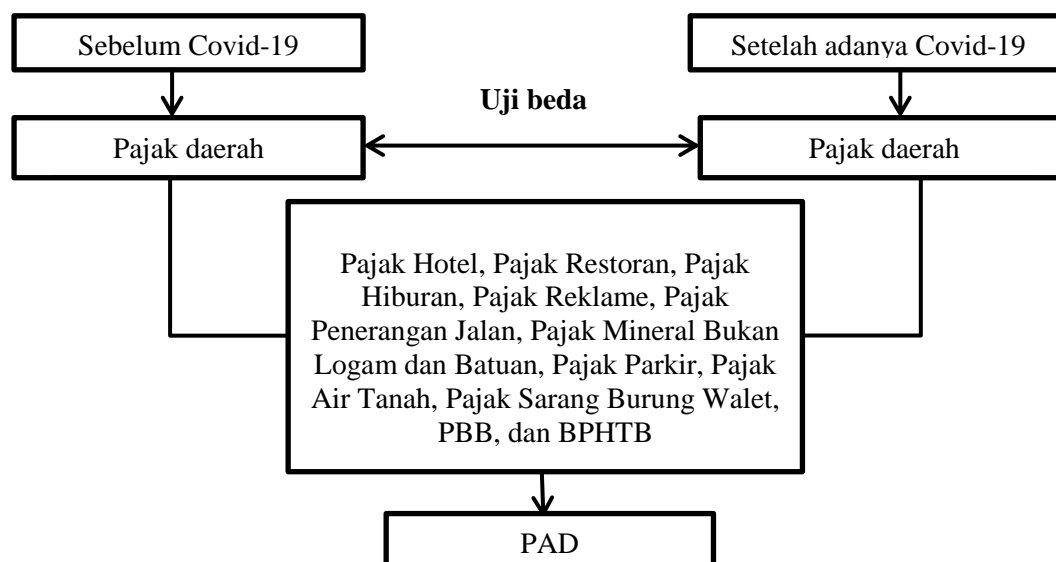 Sebelum Covid-19
Setelah adanya Covid-19
Uji beda
Pajak daerah
Pajak daerah
Pajak Hotel, Pajak Restoran, Pajak
Hiburan, Pajak Reklame, Pajak
Penerangan Jalan, Pajak Mineral Bukan
Logam dan Batuan, Pajak Parkir, Pajak
Air Tanah, Pajak Sarang Burung Walet,
PBB, dan BPHTB
PAD